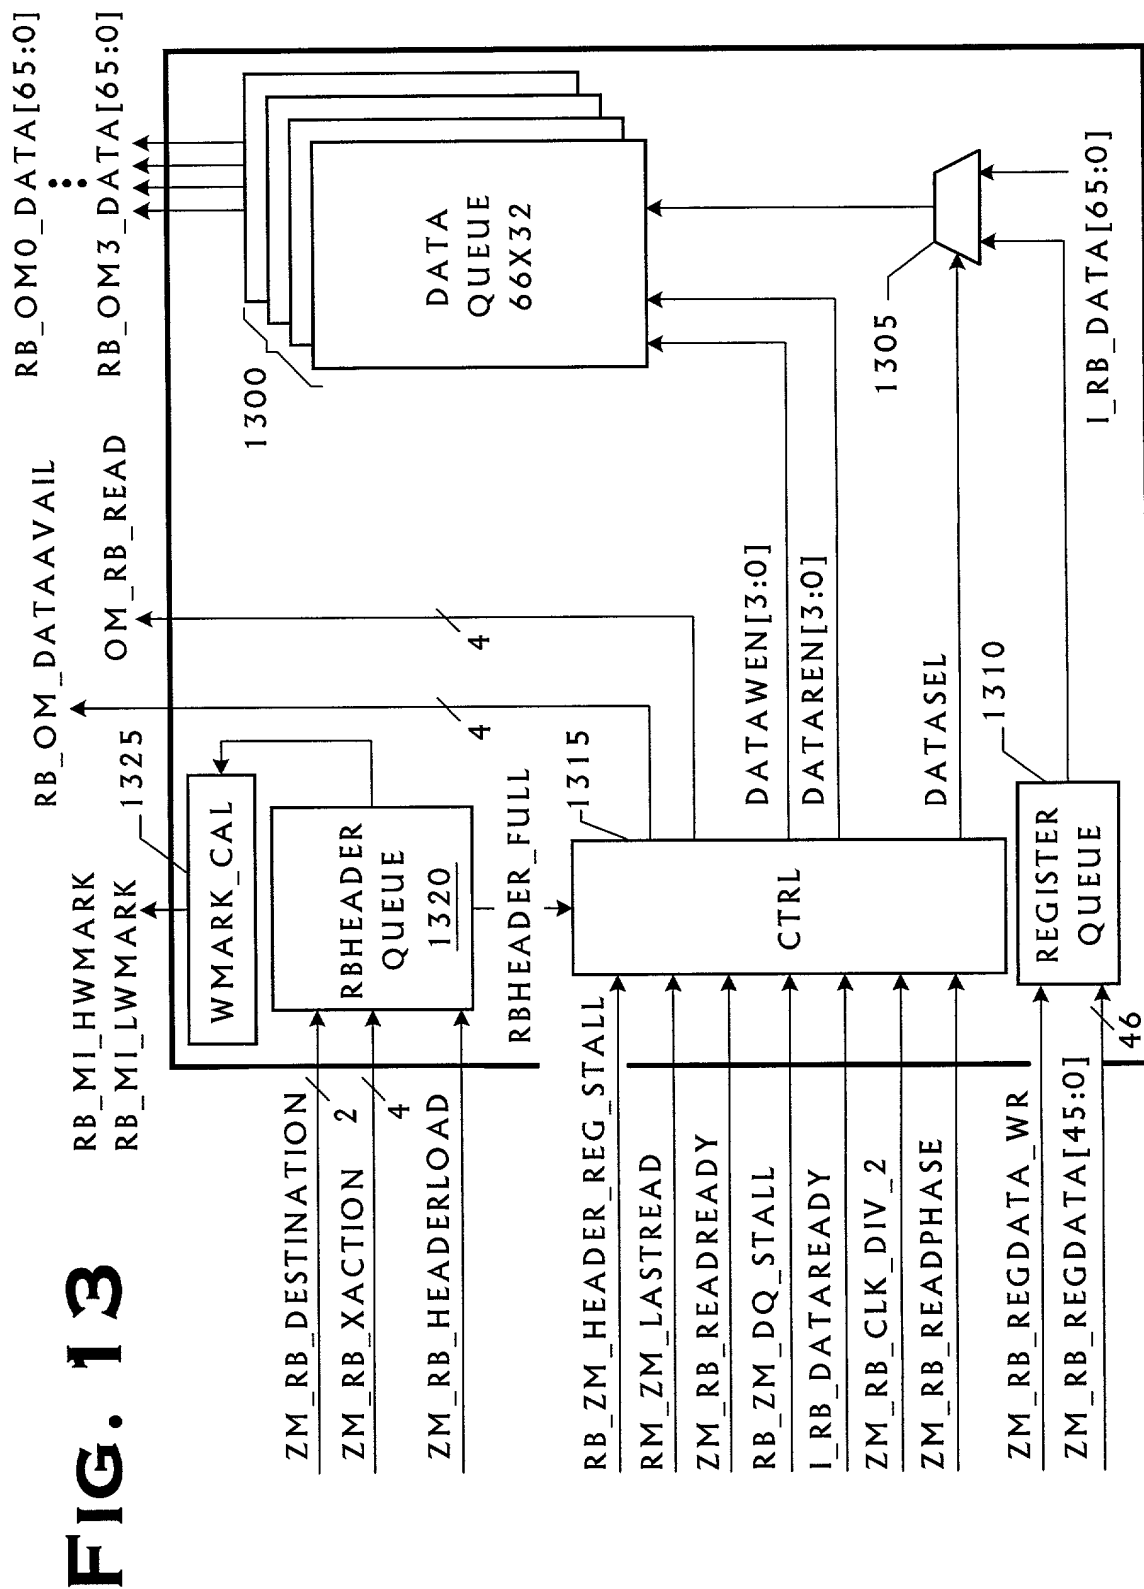 FIG. 13
RB_MI_HWMARK
RB_MI_LWMARK
RB_OM_DATAAVAIL
OM_RB_READ
RB_OM0_DATA[65:0]
RB_OM3_DATA[65:0]
1325
WMARK_CAL
ZM_RB_DESTINATION
2
ZM_RB_XACTION
4
ZM_RB_HEADERLOAD
RBHEADER
QUEUE
1320
RBHEADER_FULL
4
4
1300
DATA
QUEUE
66X32
RB_ZM_HEADER_REG_STALL
RM_ZM_LASTREAD
ZM_RB_READREADY
RB_ZM_DQ_STALL
I_RB_DATAREADY
ZM_RB_CLK_DIV_2
ZM_RB_READPHASE
1315
CTRL
DATAWEN[3:0]
DATAREN[3:0]
DATASEL
1305
ZM_RB_REGDATA_WR
ZM_RB_REGDATA[45:0]
46
REGISTER
QUEUE
1310
I_RB_DATA[65:0]